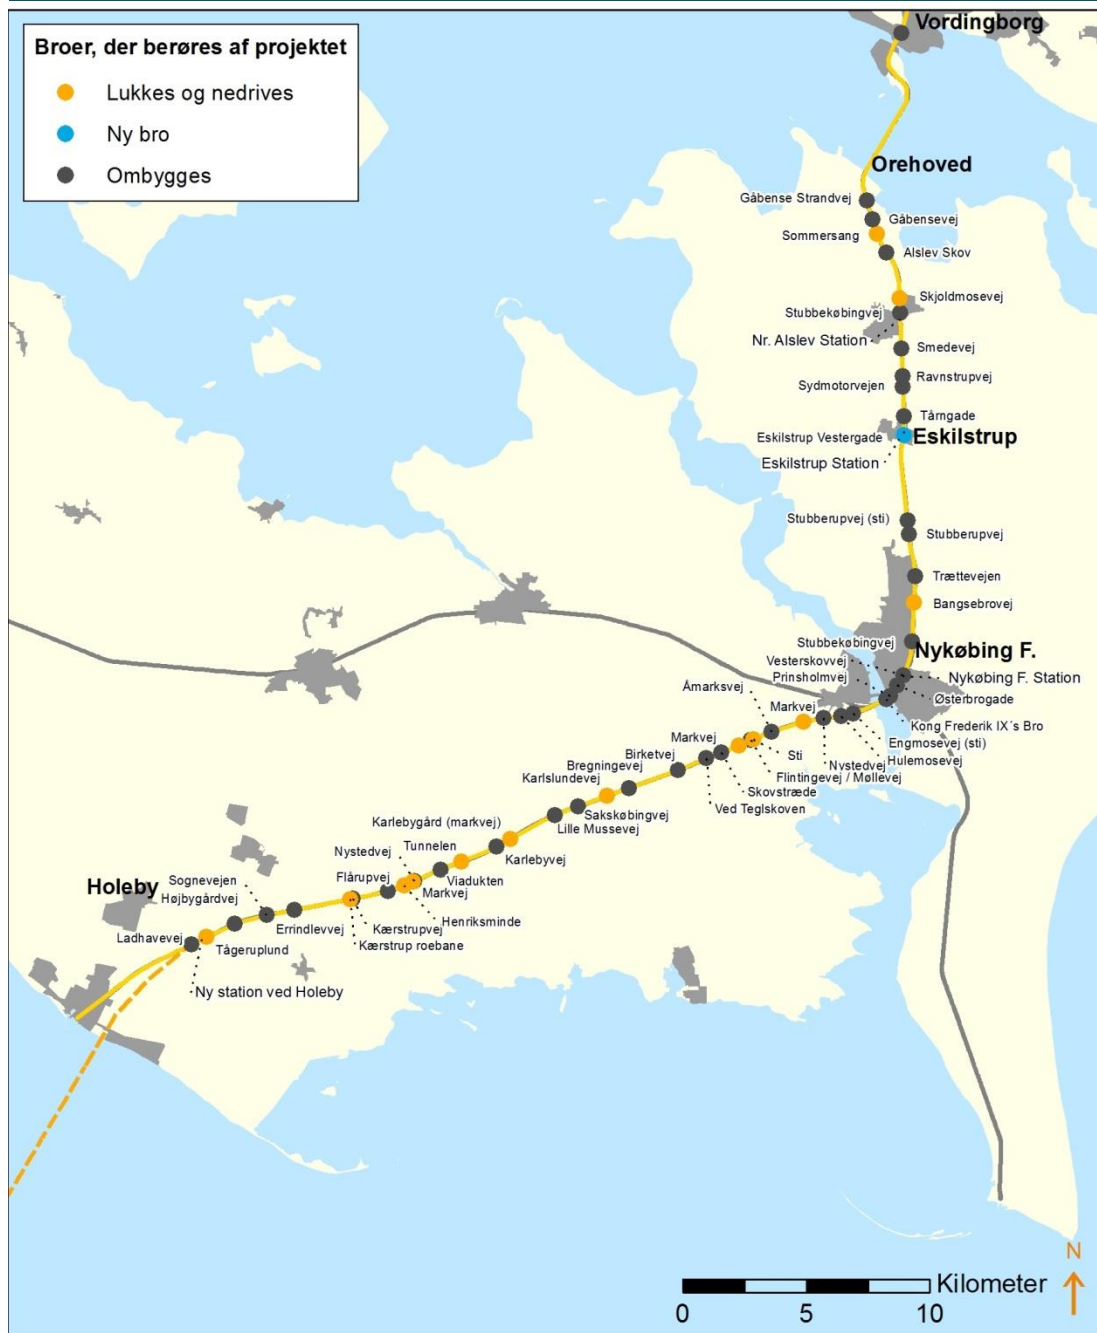 Broer, der berøres af projektet
Lukkes og nedrives
Ny bro
Ombygges
Vordingborg
Orehoved
Gåbense Strandvej
Gåbensevej
Sommersang
Alslev Skov
Skjoldmosevej
Stubbekøbingvej
Nr. Alslev Station
Smedevej
Ravnstrupvej
Sydmotorvejen
Tårngade
Eskilstrup Vestergade
Eskilstrup
Eskilstrup Station
Stubberupvej (sti)
Stubberupvej
Trættevejen
Bangsebrovej
Stubbekøbingvej
Nykøbing F.
Vesterskovvej
Nykøbing F. Station
Prinsholmvej
Åmarksvej
Østerbrogade
Markvej
Kong Frederik IX´s Bro
Engmosevej (sti)
Markvej
Sti
Hulemosevej
Birketvej
Nystedvej
Bregningevej
Flintingevej / Møllevej
Karlslundevej
Skovstræde
Ved Teglskoven
Sakskøbingvej
Karlebygård (markvej)
Lille Mussevej
Tunnelen
Nystedvej
Karlebyvej
Flårupvej
Viadukten
Holeby
Sognevejen
Markvej
Højbygårdvej
Henriksminde
Errindlevvej
Kærstrupvej
Ladhavevej
Kærstrup roebane
Tågeruplund
Ny station ved Holeby
N
Kilometer
0 5 10